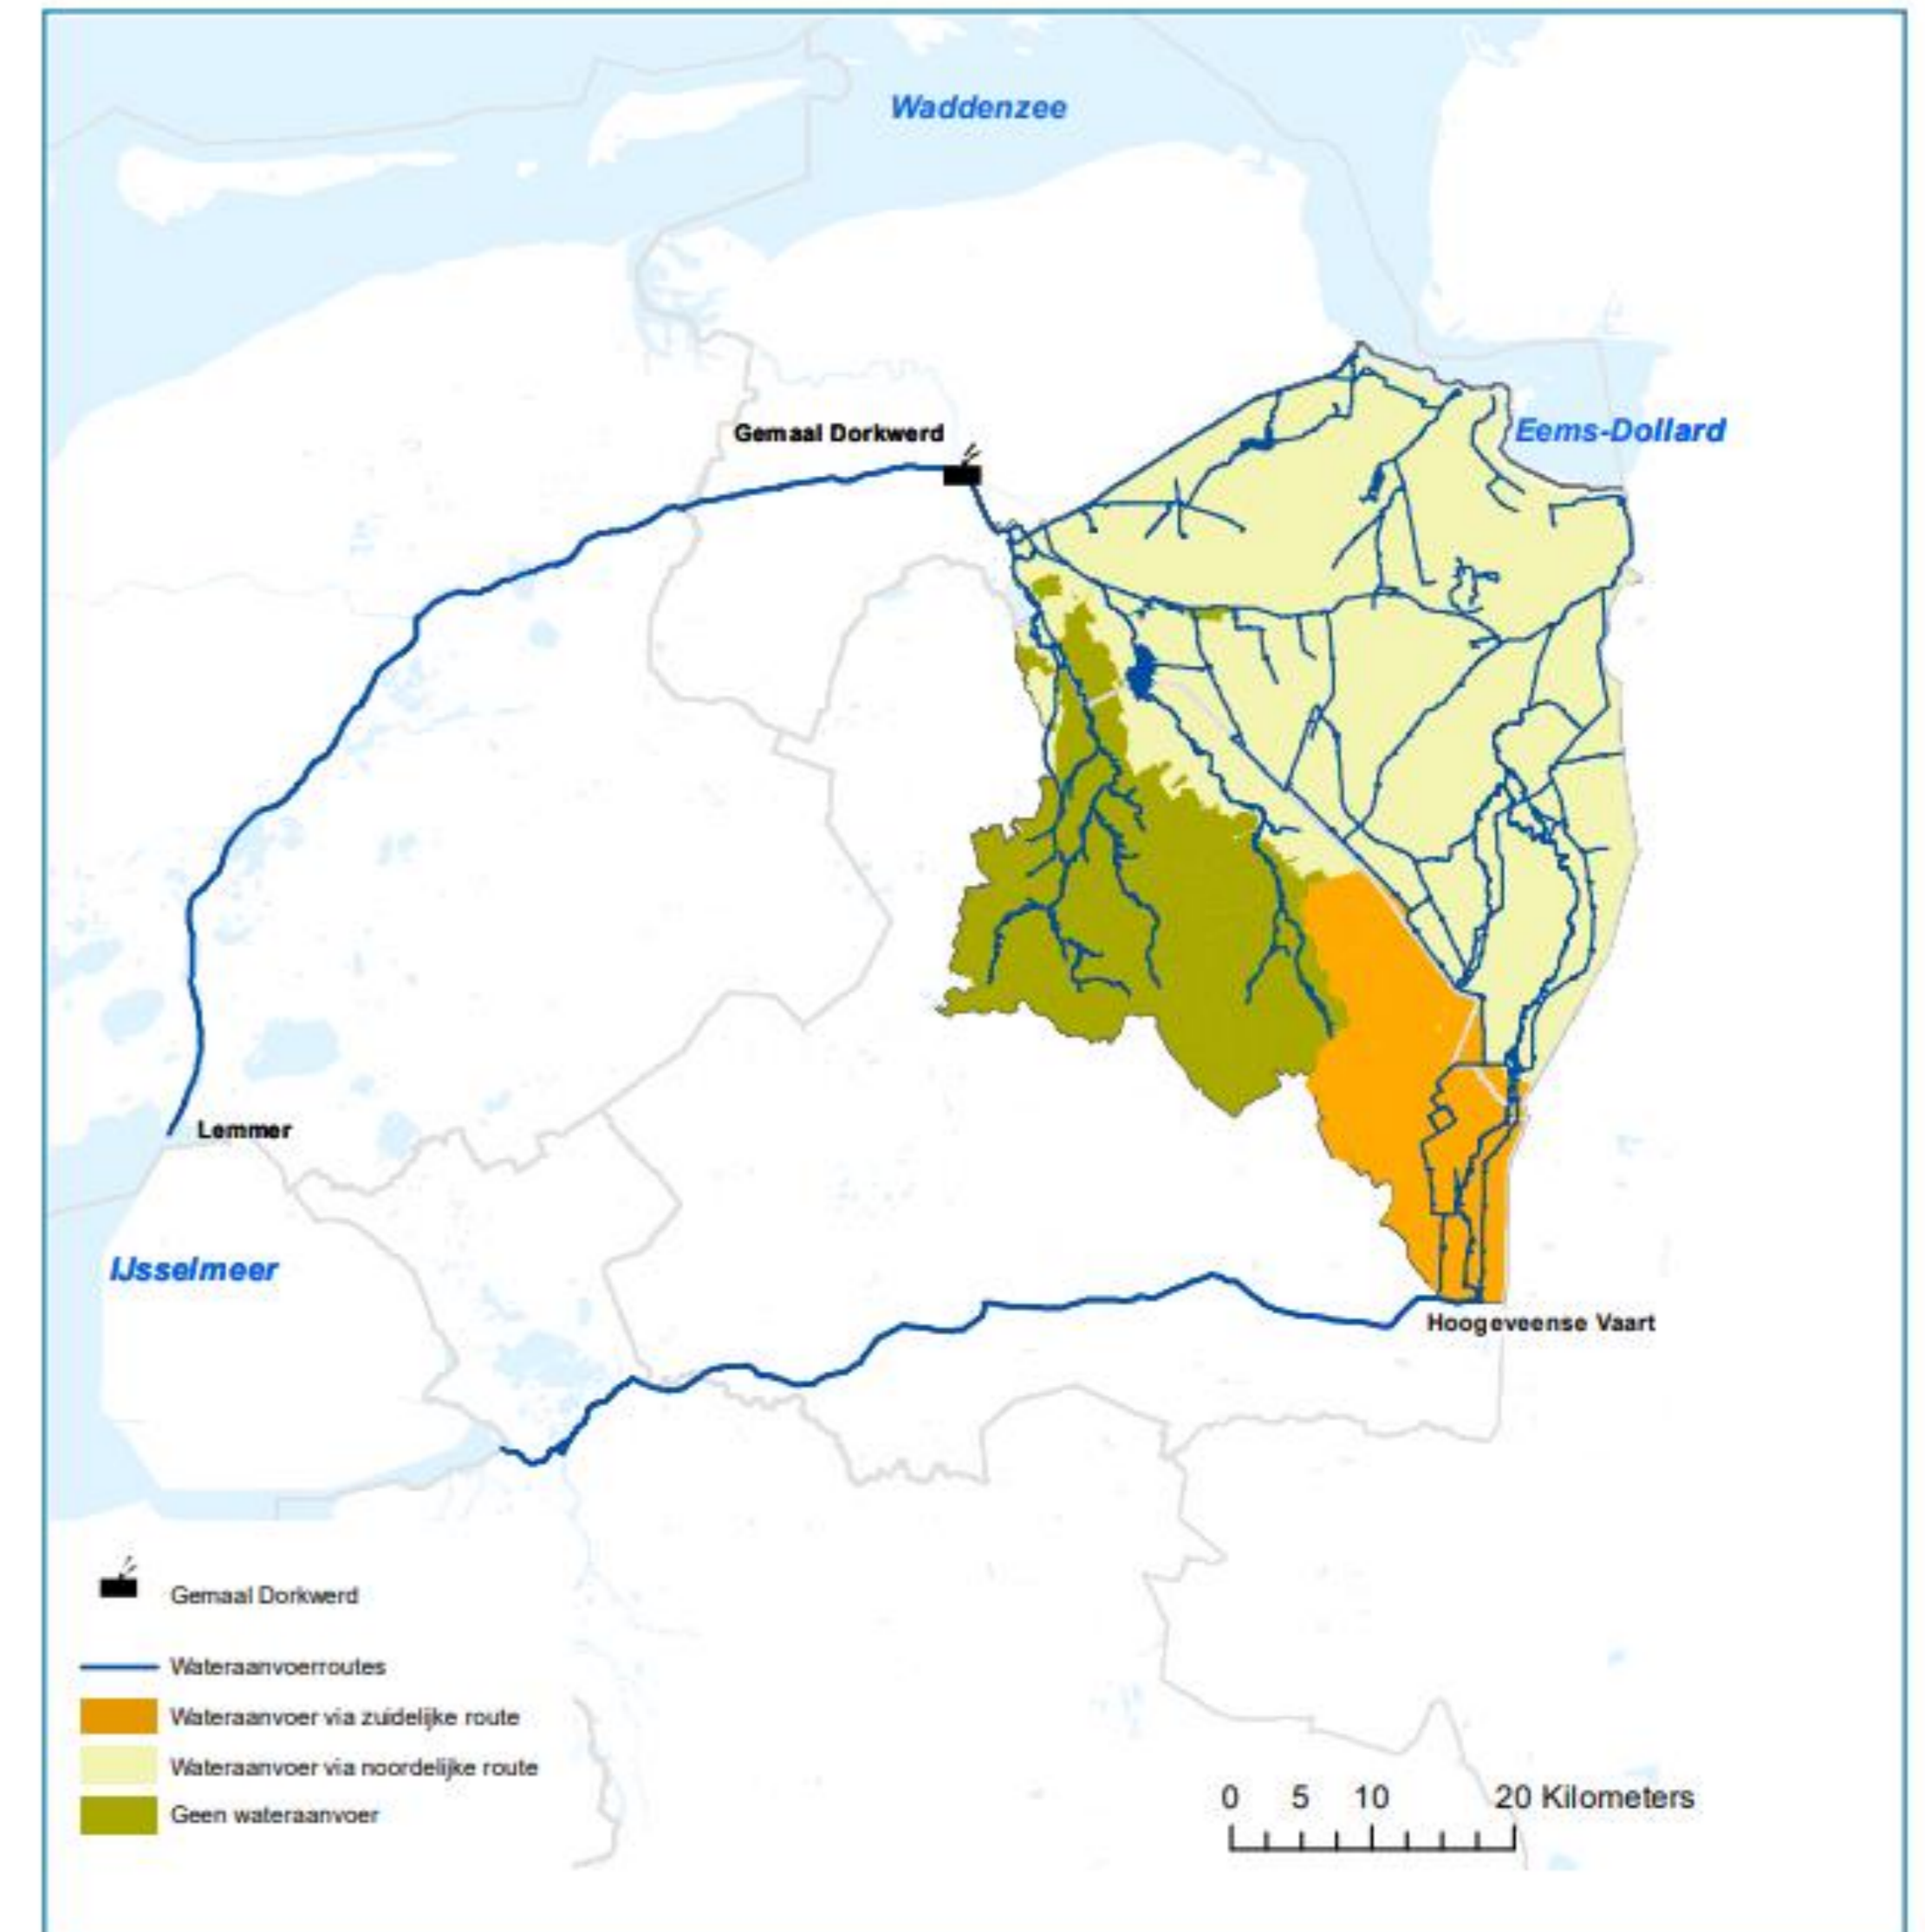 Waddenzee
Gemaal Dorkwerd
Eems-Dollard
Lemmer
IJsselmeer
Hoogeveense Vaart
Gemaal Dorkwerd
Wateraanvoerroutes
Wateraanvoer via zuidelijke route
Wateraanvoer via noordelijke route
Geen wateraanvoer
0 5 10 20 Kilometers